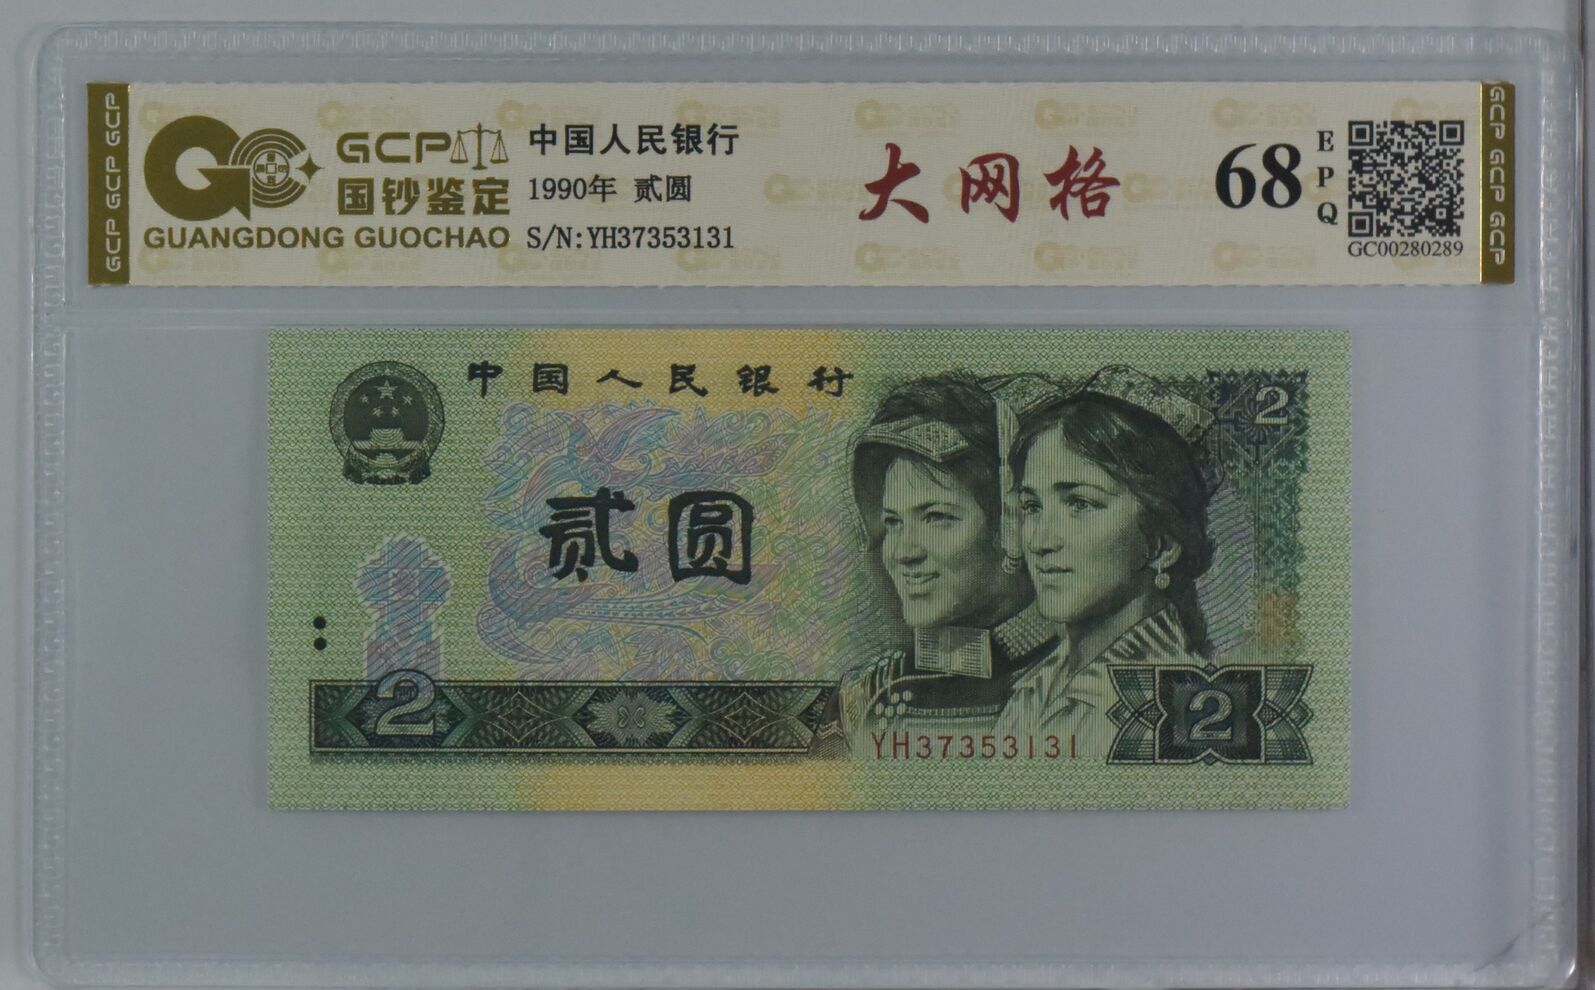 GCP GCP GCP
GCP
国钞鉴定
GUANGDONG GUOCHAO
中国人民银行
1990年 贰圆
S/N:YH37353131
大网格
68
EPQ
GC00280289
GCP GCP GCP
中国人民银行
2
贰圆
2
YH37353131
2